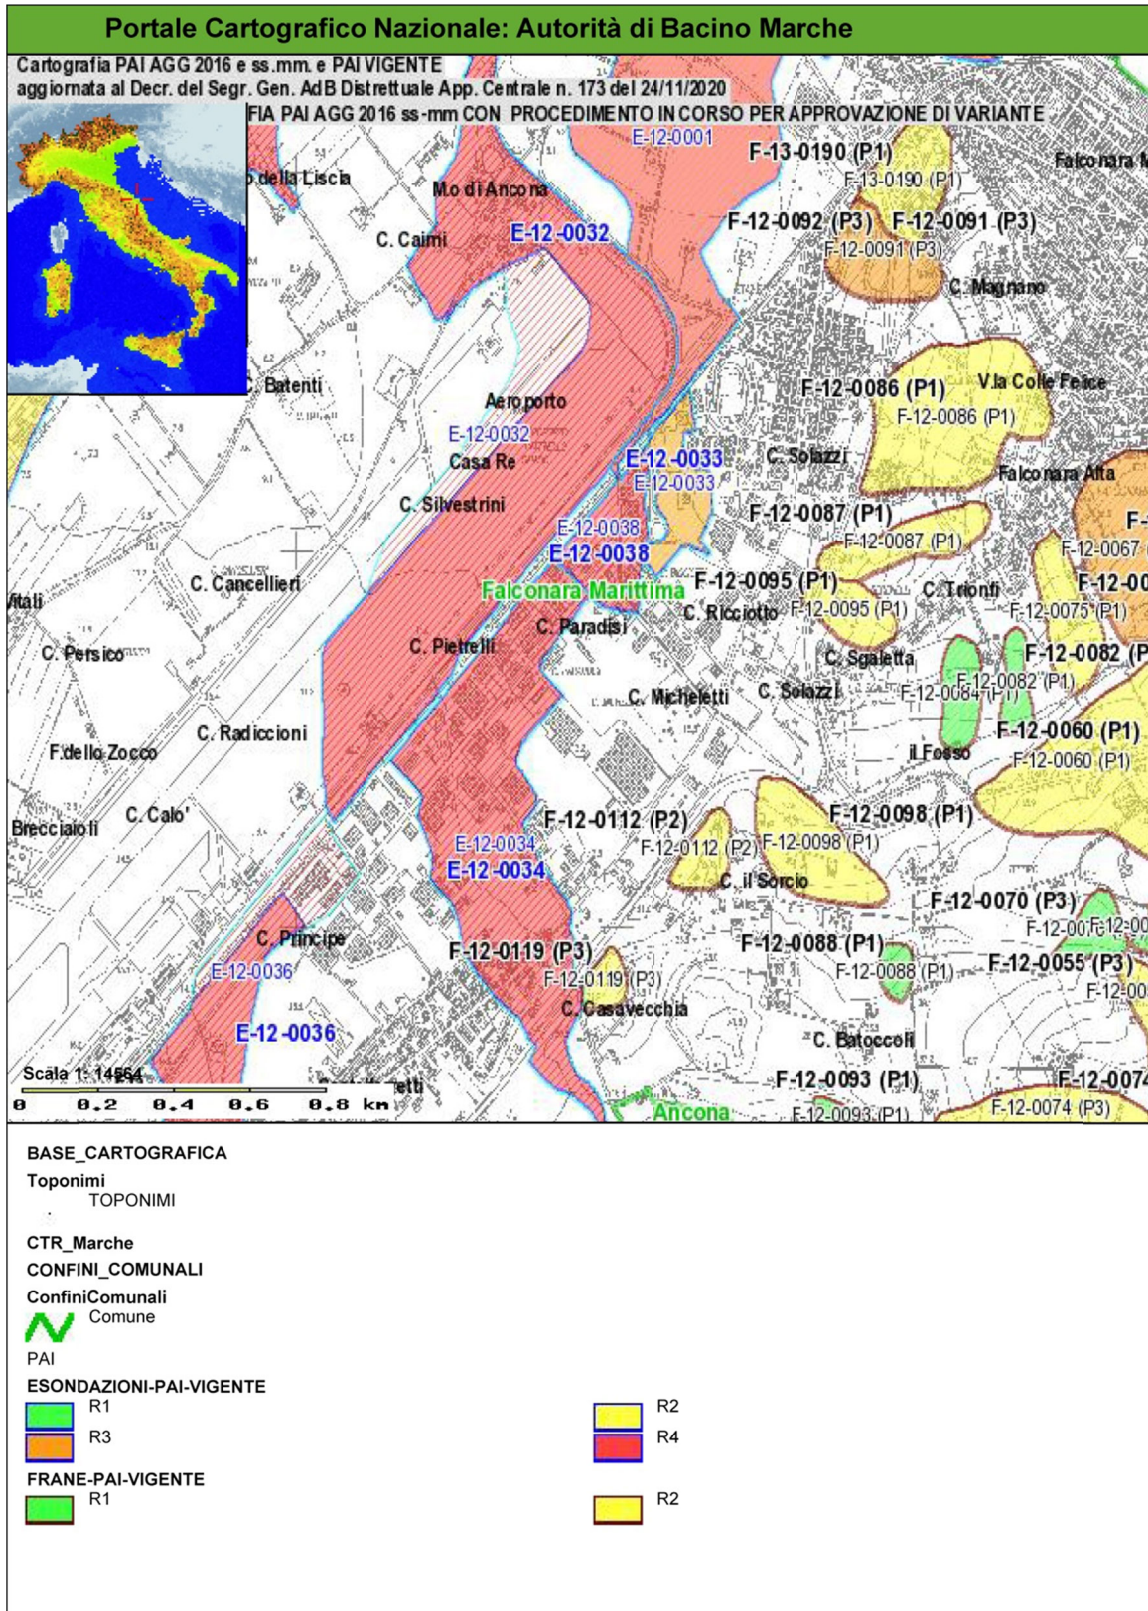 Portale Cartografico Nazionale: Autorità di Bacino Marche
Cartografia PAI AGG 2016 e ss.mm. e PAI VIGENTE
aggiornata al Decr. del Segr. Gen. AdB Distrettuale App. Centrale n. 173 del 24/11/2020
FIA PAI AGG 2016 ss-mm CON PROCEDIMENTO IN CORSO PER APPROVAZIONE DI VARIANTE
E-12-0001
F-13-0190 (P1)
Falconara M
o della Liscia
F-13-0190 (P1)
M.o di Ancona
F-12-0092 (P3)
F-12-0091 (P3)
E-12-0032
C. Caimi
F-12-0091 (P3)
C. Magnano
C. Batenti
V.la Colle Feice
F-12-0086 (P1)
Aeroporto
F-12-0086 (P1)
E-12-0032
Casa Re
E-12-0033
C. Solazzi
E-12-0033
Falconara Alta
C. Silvestrini
F-12-0087 (P1)
E-12-0038
F-12-0087 (P1)
F-12-0067
E-12-0038
C. Cancellieri
F-12-0095 (P1)
F-12-00
Falconara Marittima
C. Trionfi
Vitali
C. Ricciotto
F-12-0095 (P1)
F-12-0075 (P1)
C. Paradisi
C. Persico
C. Pietrelli
C. Sgaletta
F-12-0082 (P
F-12-0082 (P1)
C. Micheletti
C. Solazzi
F-12-0084 (P1)
C. Radiccioni
F-12-0060 (P1)
F.dello Zocco
il Fosso
F-12-0060 (P1)
C. Calo'
Brecciaioli
F-12-0112 (P2)
F-12-0098 (P1)
E-12-0034
F-12-0112 (P2)
F-12-0098 (P1)
E-12-0034
C. il Sorcio
F-12-0070 (P3)
C. Principe
F-12-0119 (P3)
F-12-0088 (P1)
E-12-0036
F-12-0119 (P3)
F-12-0088 (P1)
F-12-0055 (P3)
C. Casavecchia
E-12-0036
C. Batoccoli
Scala 1: 14564
F-12-0093 (P1)
F-12-0074
0 0.2 0.4 0.6 0.8 km
etti
Ancona
F-12-0093 (P1)
F-12-0074 (P3)
BASE_CARTOGRAFICA
Toponimi
TOPONIMI
CTR_Marche
CONFINI_COMUNALI
ConfiniComunali
Comune
PAI
ESONDAZIONI-PAI-VIGENTE
R1
R2
R3
R4
FRANE-PAI-VIGENTE
R1
R2